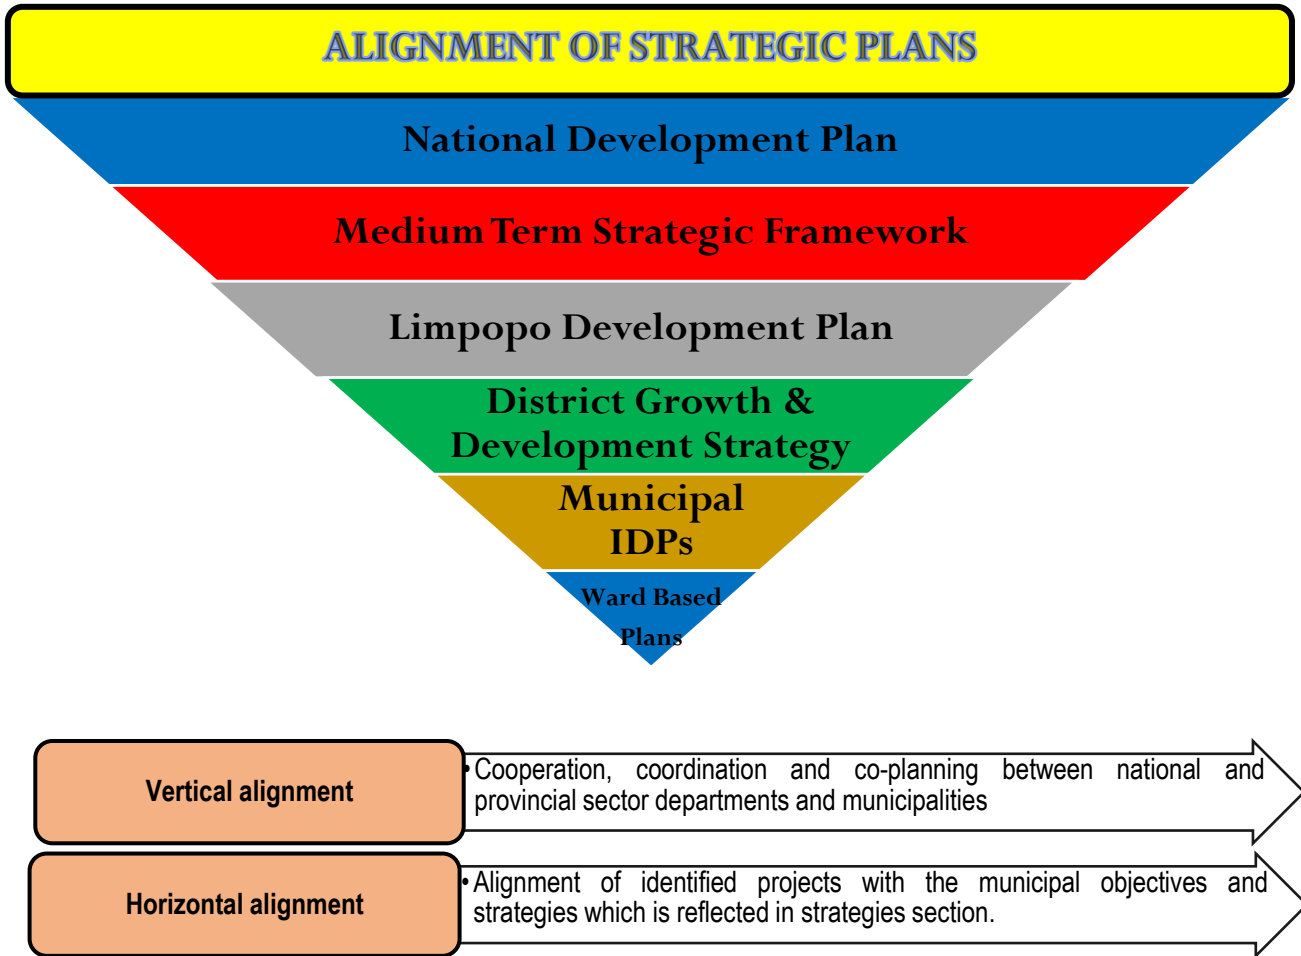 ALIGNMENT OF STRATEGIC PLANS
National Development Plan
Medium Term Strategic Framework
Limpopo Development Plan
District Growth &
Development Strategy
Municipal
IDPs
Ward Based
Plans
Vertical alignment
•Cooperation, coordination and co-planning between national and
provincial sector departments and municipalities
Horizontal alignment
•Alignment of identified projects with the municipal objectives and
strategies which is reflected in strategies section.